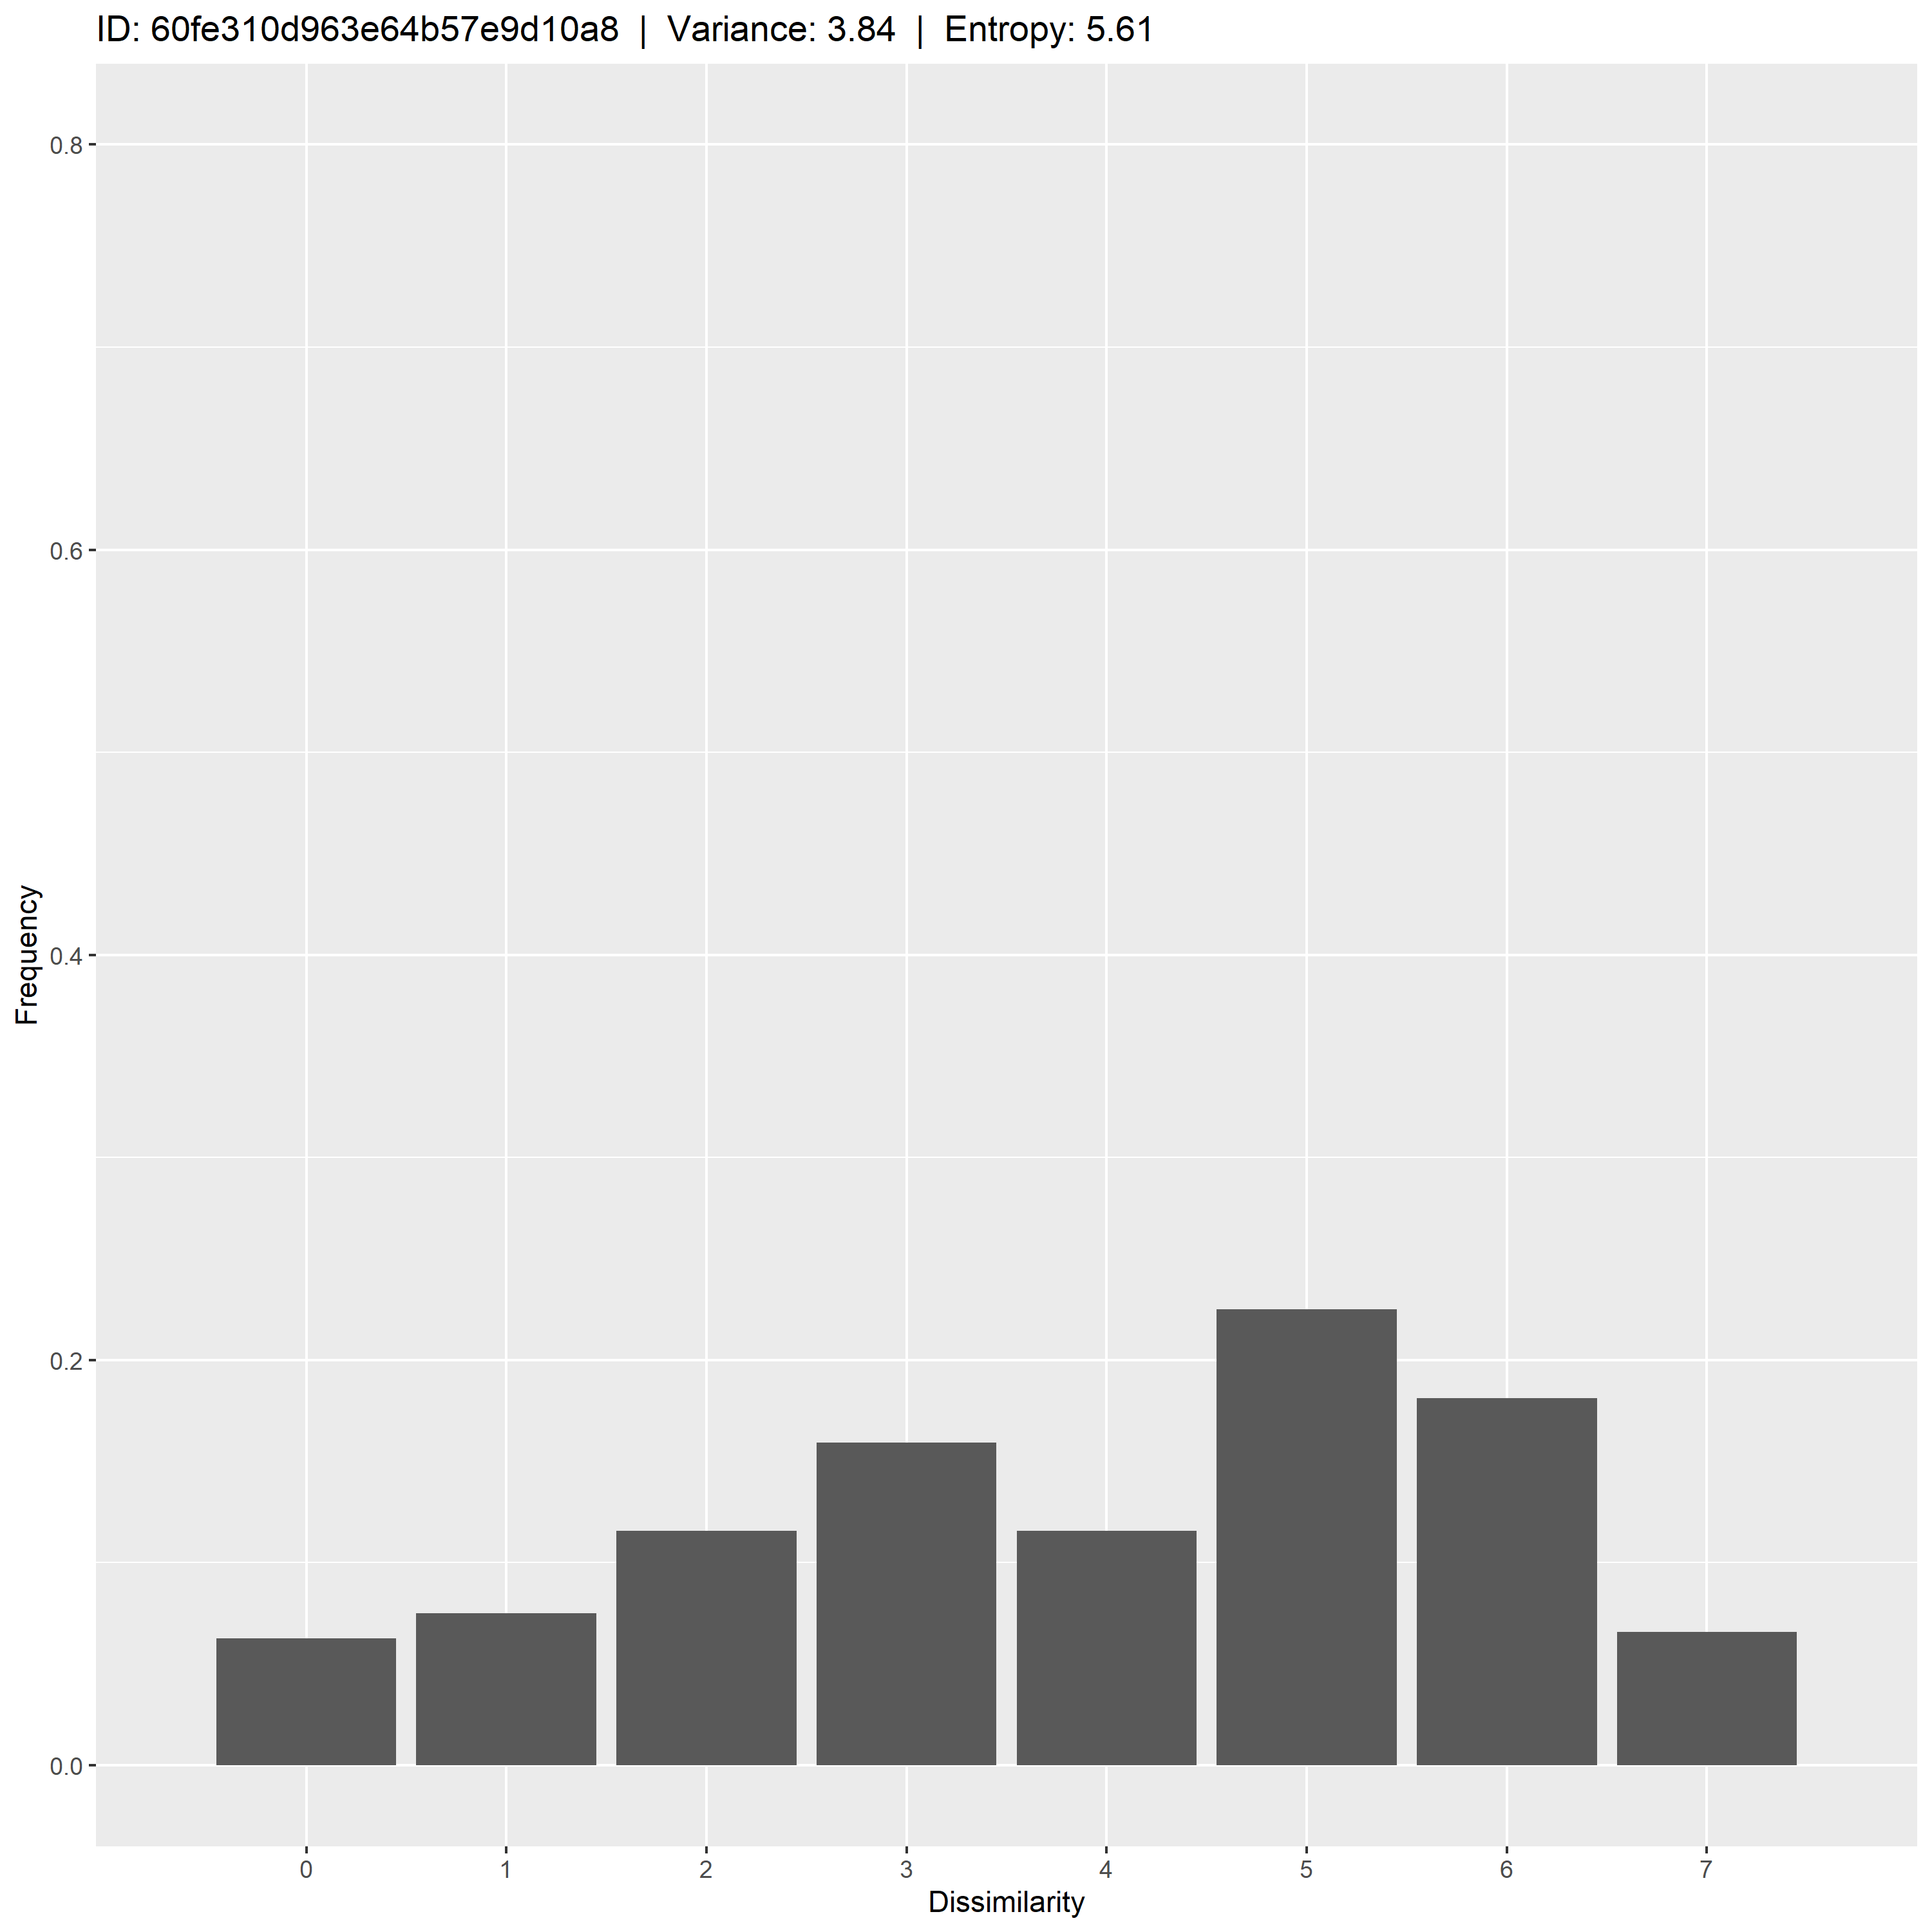 ID: 60fe310d963e64b57e9d10a8 | Variance: 3.84 | Entropy: 5.61
0.8
0.6
0.4
0.2
0.0
Frequency
0 1 2 3 4 5 6 7
Dissimilarity